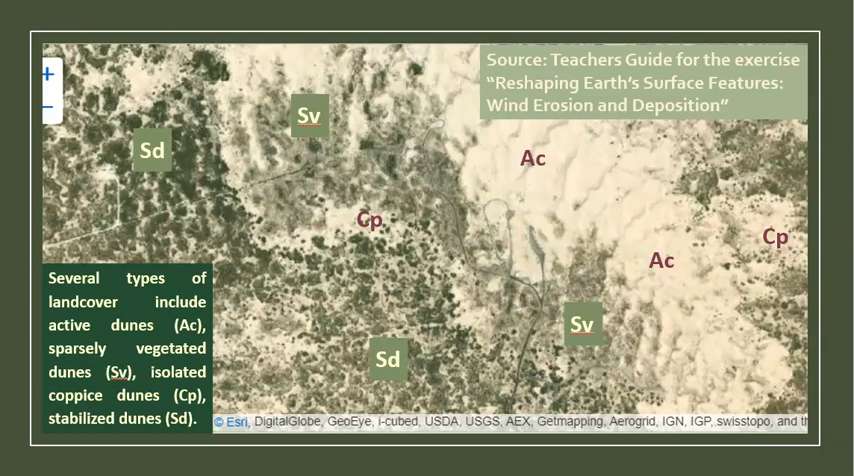 +
−
Source: Teachers Guide for the exercise
“Reshaping Earth’s Surface Features:
Wind Erosion and Deposition”
Sv
Sd
Ac
Cp
Cp
Ac
Sv
Sd
Several types of
landcover include
active dunes (Ac),
sparsely vegetated
dunes (Sv), isolated
coppice dunes (Cp),
stabilized dunes (Sd).
© Esri, DigitalGlobe, GeoEye, i-cubed, USDA, USGS, AEX, Getmapping, Aerogrid, IGN, IGP, swisstopo, and th